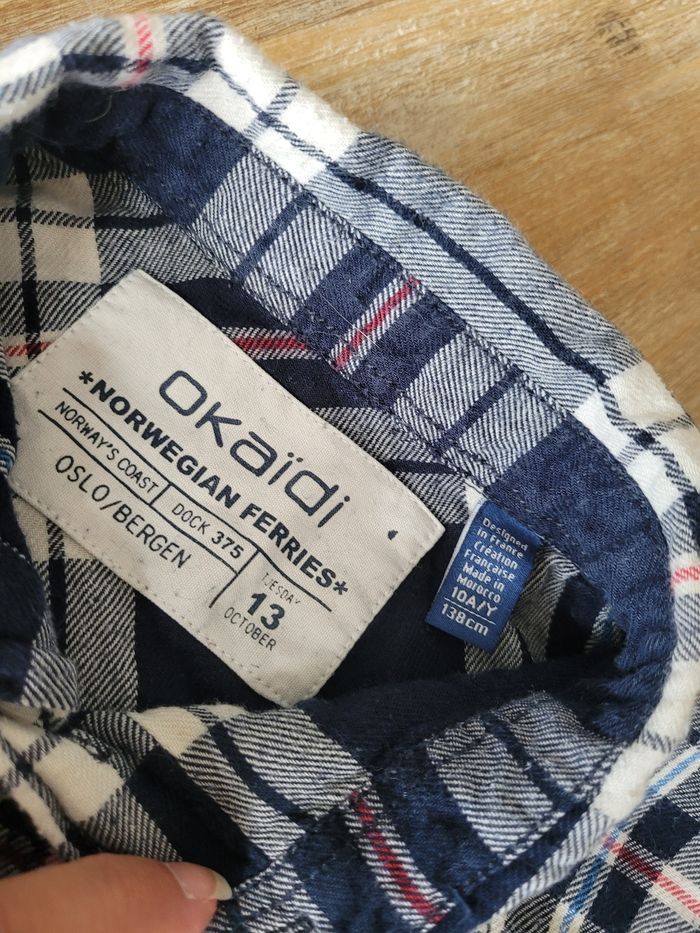 okaïdi
*NORWEGIAN FERRIES*
NORWAY'S COAST
DOCK 375
TUESDAY
OSLO/BERGEN
13
OCTOBER
Designed
in France
Création
Française
Made in
Morocco
10A/Y
138cm